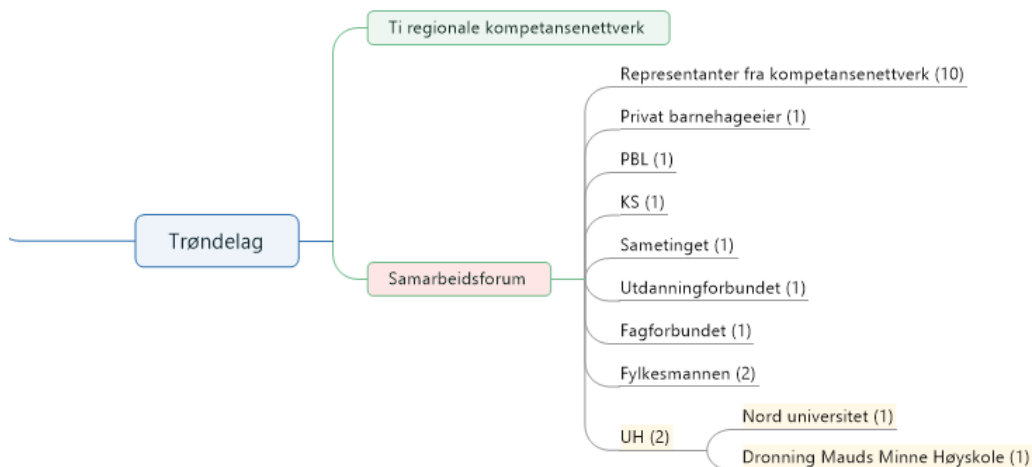 Ti regionale kompetansenettverk
Representanter fra kompetansenettverk (10)
Privat barnehageeier (1)
PBL (1)
KS (1)
Trøndelag
Sametinget (1)
Samarbeidsforum
Utdanningforbundet (1)
Fagforbundet (1)
Fylkesmannen (2)
Nord universitet (1)
UH (2)
Dronning Mauds Minne Høyskole (1)